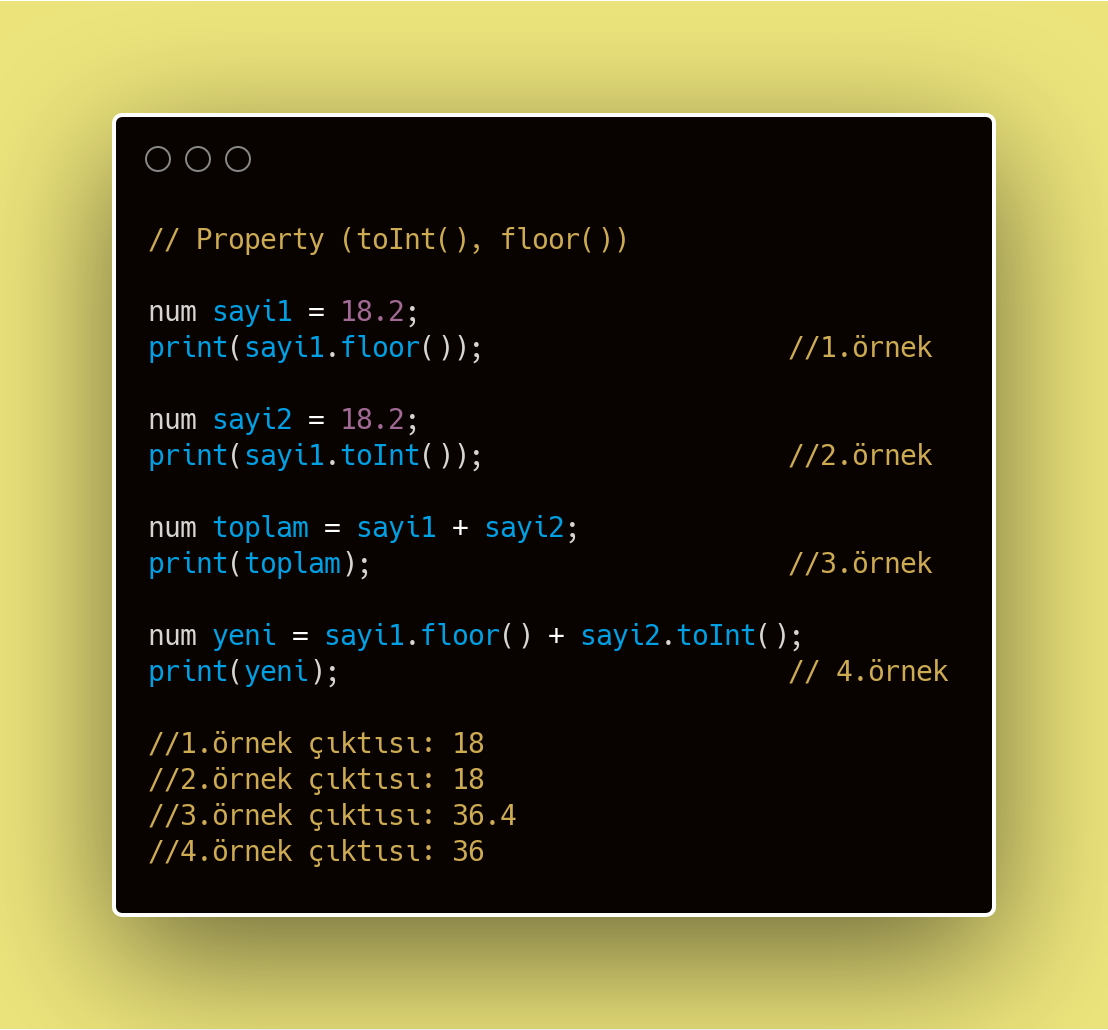 // Property (toInt(), floor())
num sayi1 = 18.2;
print(sayi1.floor());                   //1.örnek
num sayi2 = 18.2;
print(sayi1.toInt());                   //2.örnek
num toplam = sayi1 + sayi2;
print(toplam);                          //3.örnek
num yeni = sayi1.floor() + sayi2.toInt();
print(yeni);                            // 4.örnek
//1.örnek çıktısı: 18
//2.örnek çıktısı: 18
//3.örnek çıktısı: 36.4
//4.örnek çıktısı: 36